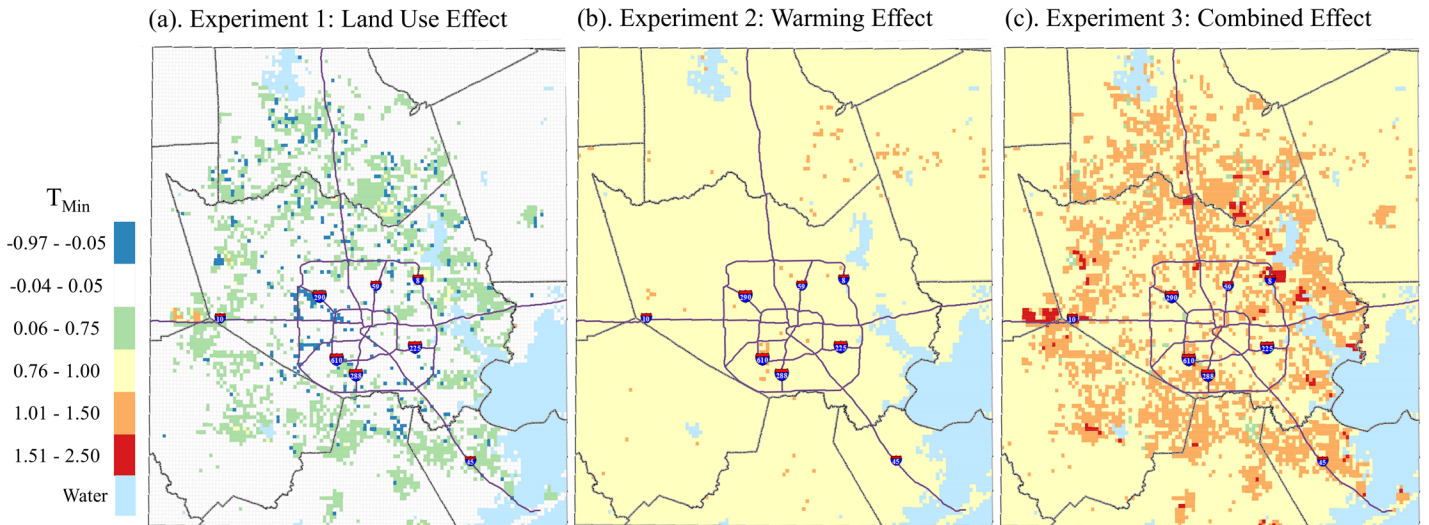 (a). Experiment 1: Land Use Effect
(b). Experiment 2: Warming Effect
(c). Experiment 3: Combined Effect
TMin
-0.97 - -0.05
-0.04 - 0.05
0.06 - 0.75
0.76 - 1.00
1.01 - 1.50
1.51 - 2.50
Water
59
8
290
10
225
610
288
45
59
8
290
10
225
610
288
45
59
8
290
10
225
610
288
45